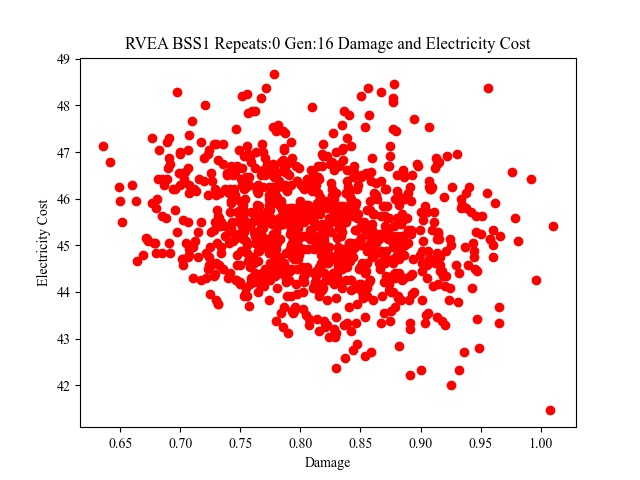 RVEA BSS1 Repeats:0 Gen:16 Damage and Electricity Cost
49
48
47
46
45
44
43
42
Electricity Cost
0.65 0.70 0.75 0.80 0.85 0.90 0.95 1.00
Damage